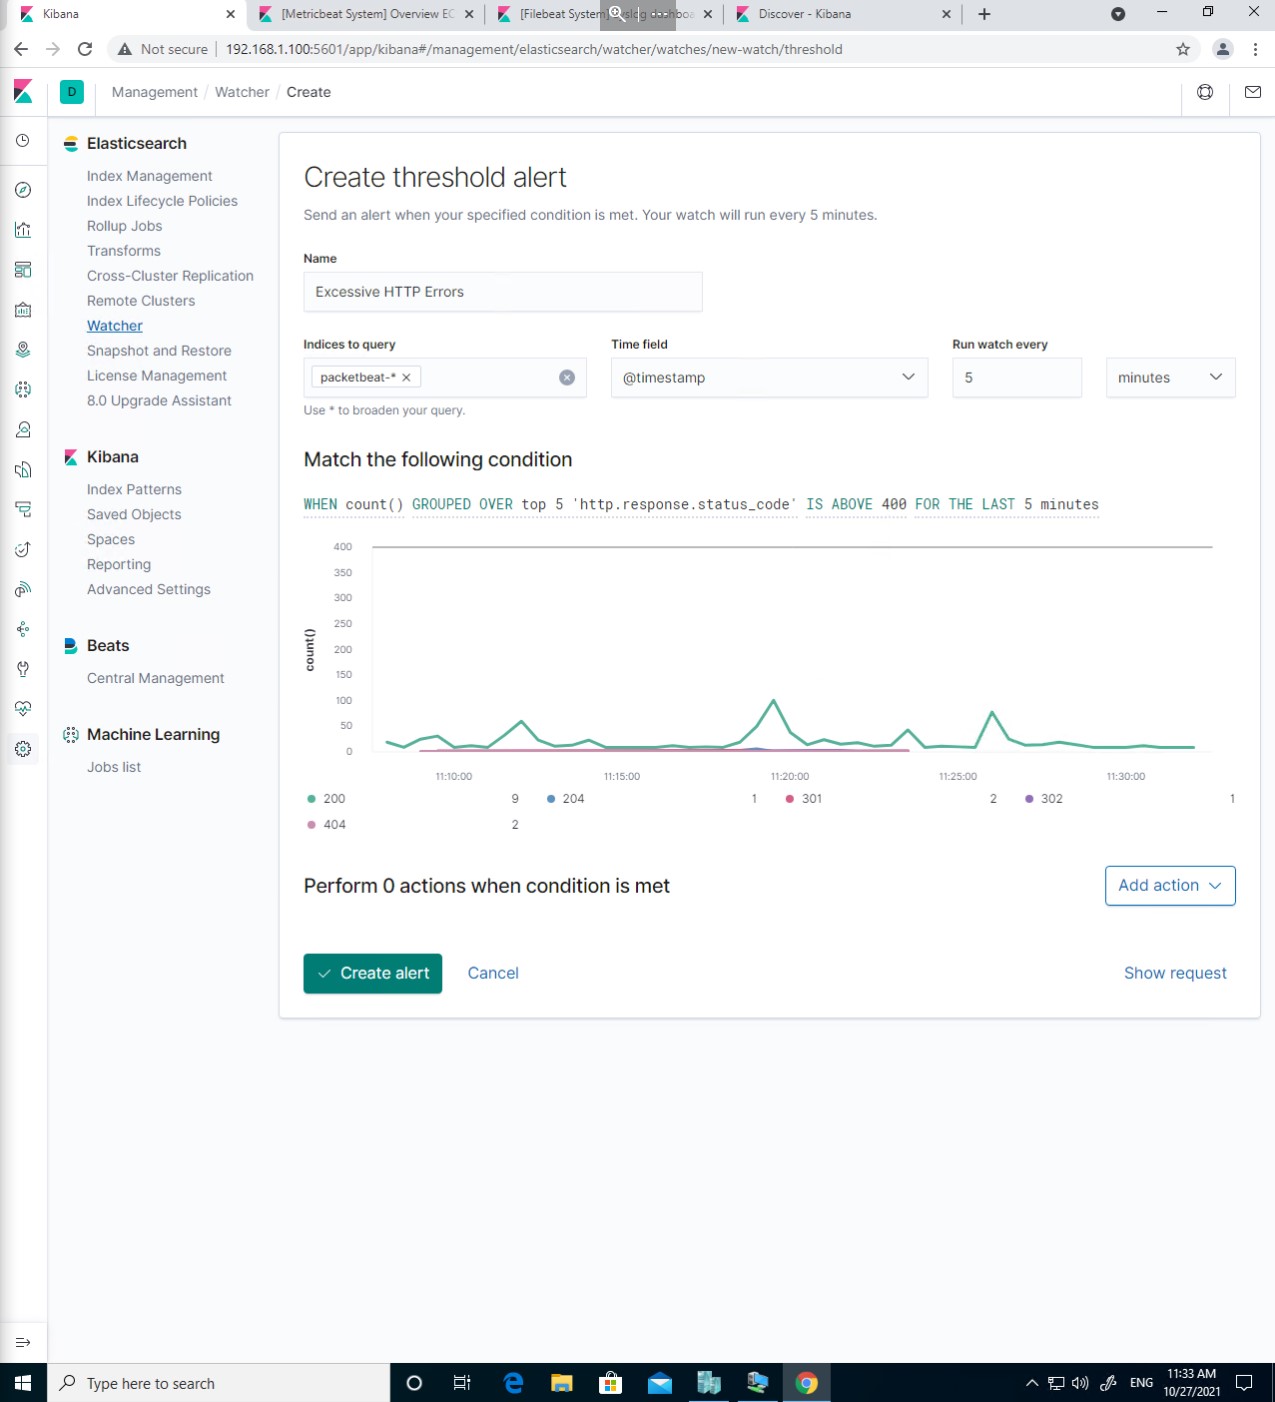 Kibana
[Metricbeat System] Overview EC
[Filebeat System] Syslog dashboa
Discover - Kibana
Not secure
192.168.1.100:5601/app/kibana#/management/elasticsearch/watcher/watches/new-watch/threshold
D
Management / Watcher / Create
Elasticsearch
Index Management
Index Lifecycle Policies
Rollup Jobs
Transforms
Cross-Cluster Replication
Remote Clusters
Watcher
Snapshot and Restore
License Management
8.0 Upgrade Assistant
Kibana
Index Patterns
Saved Objects
Spaces
Reporting
Advanced Settings
Beats
Central Management
Machine Learning
Jobs list
Create threshold alert
Send an alert when your specified condition is met. Your watch will run every 5 minutes.
Name
Excessive HTTP Errors
Indices to query
Time field
Run watch every
packetbeat-*
@timestamp
5
minutes
Use * to broaden your query.
Match the following condition
WHEN count() GROUPED OVER top 5 'http.response.status_code' IS ABOVE 400 FOR THE LAST 5 minutes
400
350
300
250
200
150
100
50
0
count()
11:10:00
11:15:00
11:20:00
11:25:00
11:30:00
200 9
204 1
301 2
302 1
404 2
Perform 0 actions when condition is met
Add action
Create alert
Cancel
Show request
Type here to search
ENG
11:33 AM
10/27/2021